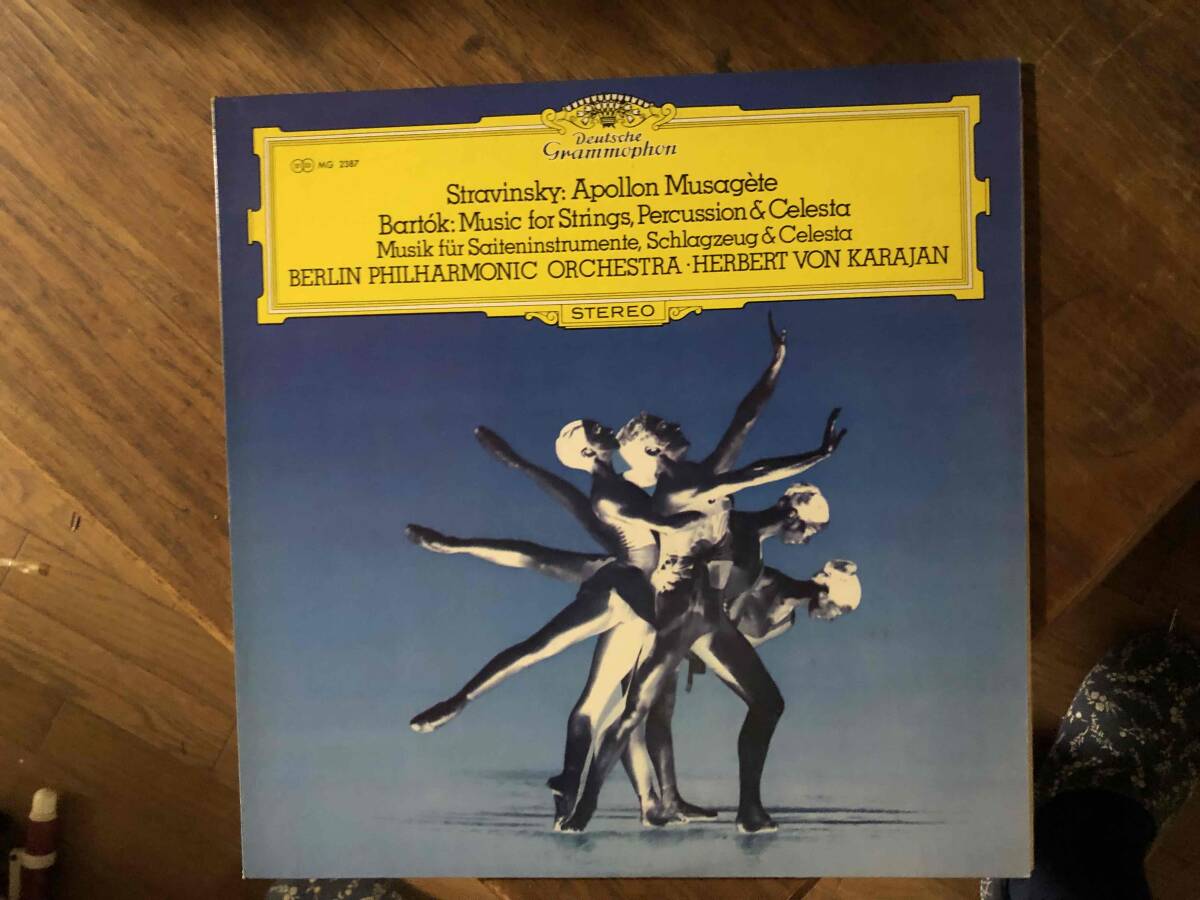 Deutsche
Grammophon
MG 2387
Stravinsky: Apollon Musagète
Bartók: Music for Strings, Percussion & Celesta
Musik für Saiteninstrumente, Schlagzeug & Celesta
BERLIN PHILHARMONIC ORCHESTRA · HERBERT VON KARAJAN
STEREO